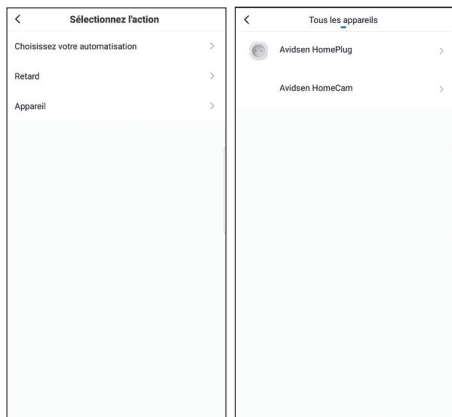 Sélectionnez l'action
Choisissez votre automatisation
Retard
Appareil
Tous les appareils
Avidsen HomePlug
Avidsen HomeCam